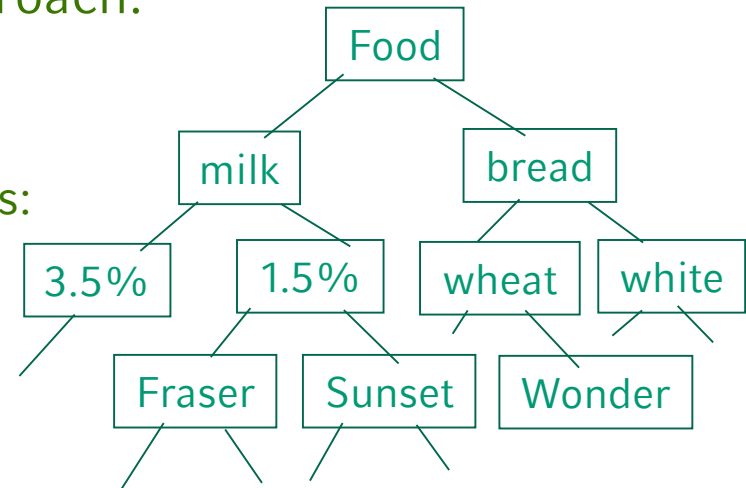 roach:
Food
milk
bread
s:
3.5%
1.5%
wheat
white
Fraser
Sunset
Wonder